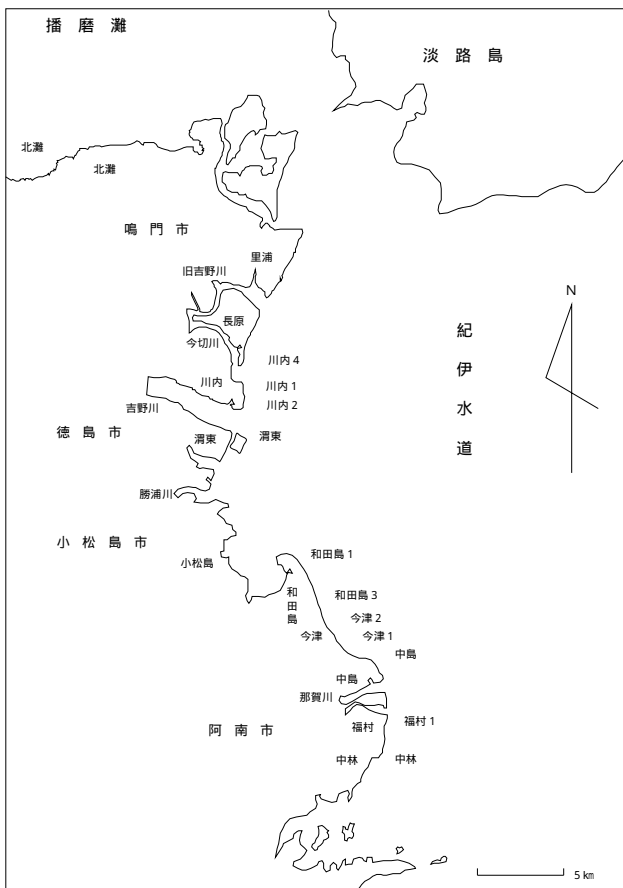 播磨灘
淡路島
北灘
北灘
鳴門市
里浦
旧吉野川
長原
今切川
川内 4
川内
川内 1
川内 2
吉野川
徳島市
渭東
渭東
勝浦川
小松島市
小松島
和田島 1
和田島
和田島 3
今津 2
今津
今津 1
中島
中島
那賀川
阿南市
福村
福村 1
中林
中林
紀伊水道
N
5 ㎞